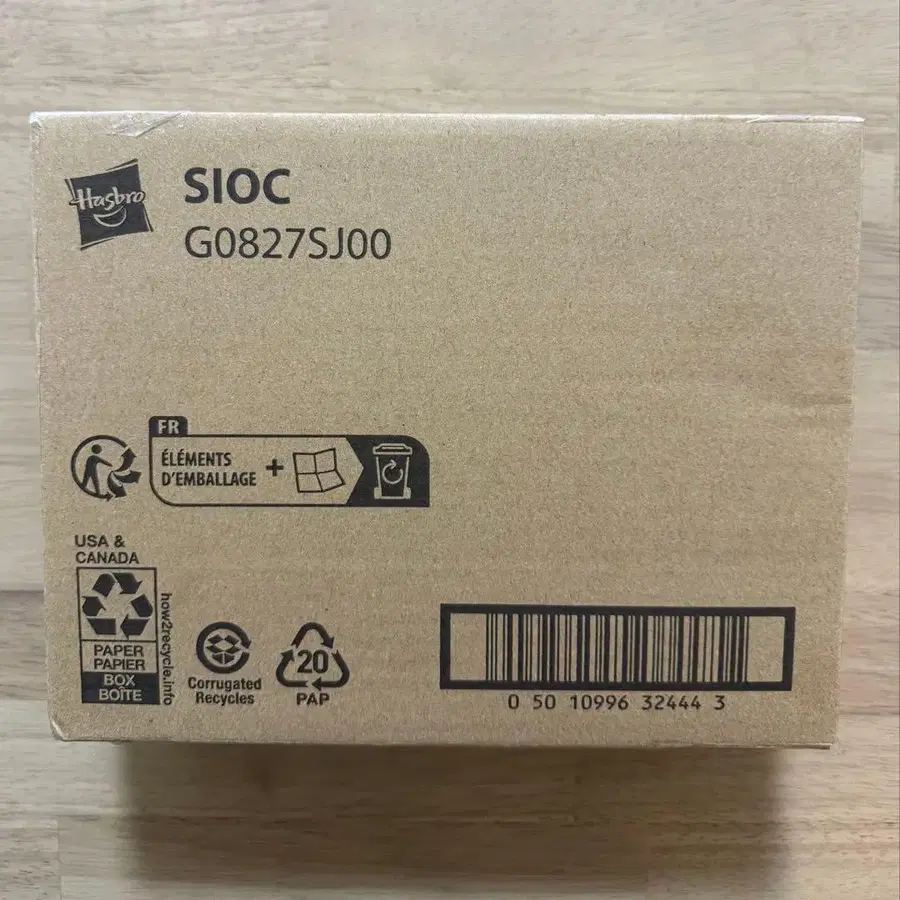 Hasbro
SIOC
G0827SJ00
FR
ÉLÉMENTS
D'EMBALLAGE +
USA &
CANADA
how2recycle.info
PAPER
PAPIER
BOX
BOÎTE
Corrugated
Recycles
20
PAP
0 50 10996 32444 3